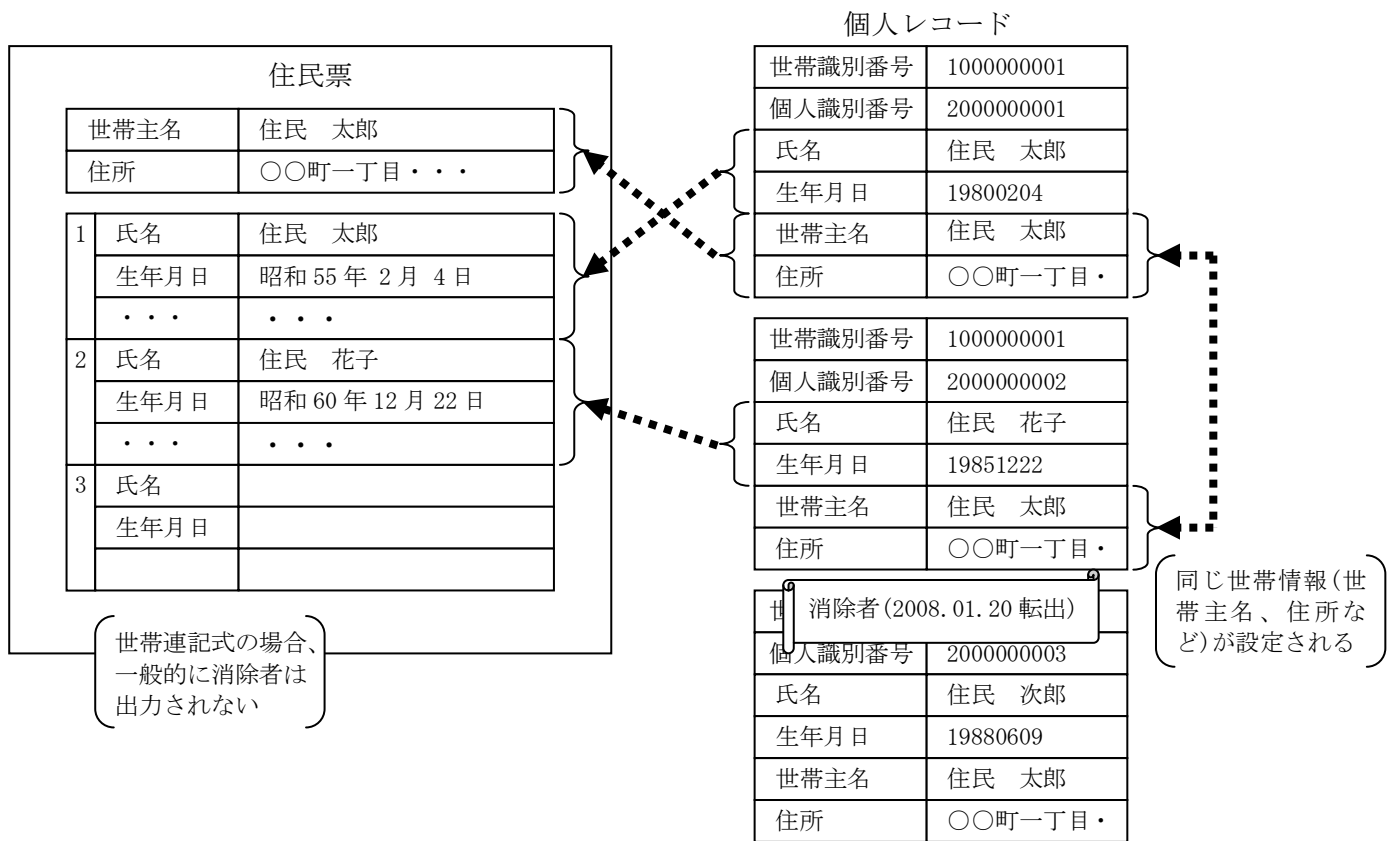 個人レコード
住民票
世帯主名 住民 太郎
住所 〇〇町一丁目・・・
1 氏名 住民 太郎
生年月日 昭和 55 年 2 月 4 日
・・・ ・・・
2 氏名 住民 花子
生年月日 昭和 60 年 12 月 22 日
・・・ ・・・
3 氏名
生年月日
世帯連記式の場合、
一般的に消除者は
出力されない
世帯識別番号 1000000001
個人識別番号 2000000001
氏名 住民 太郎
生年月日 19800204
世帯主名 住民 太郎
住所 〇〇町一丁目・
世帯識別番号 1000000001
個人識別番号 2000000002
氏名 住民 花子
生年月日 19851222
世帯主名 住民 太郎
住所 〇〇町一丁目・
消除者(2008.01.20 転出)
個人識別番号 2000000003
氏名 住民 次郎
生年月日 19880609
世帯主名 住民 太郎
住所 〇〇町一丁目・
同じ世帯情報(世
帯主名、住所な
ど)が設定される